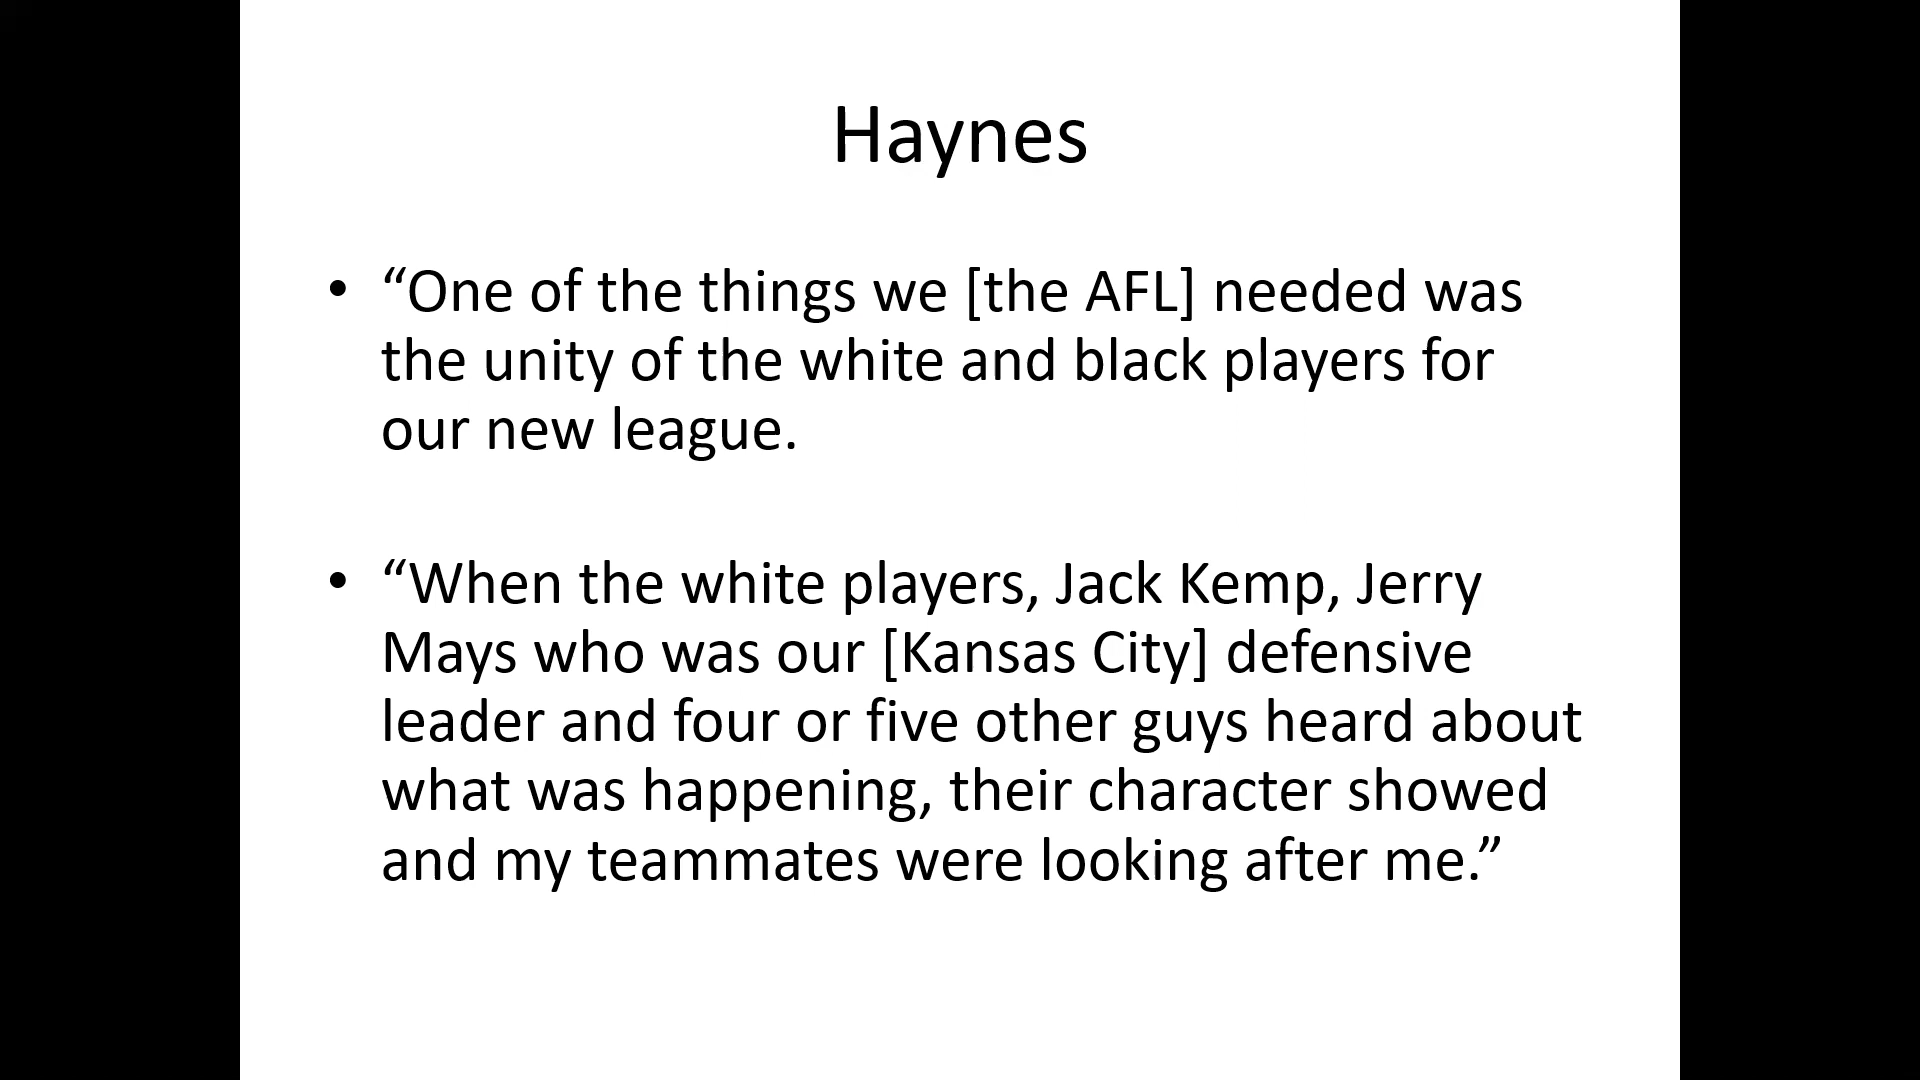 Haynes
• “One of the things we [the AFL] needed was
the unity of the white and black players for
our new league.
• “When the white players, Jack Kemp, Jerry
Mays who was our [Kansas City] defensive
leader and four or five other guys heard about
what was happening, their character showed
and my teammates were looking after me.”